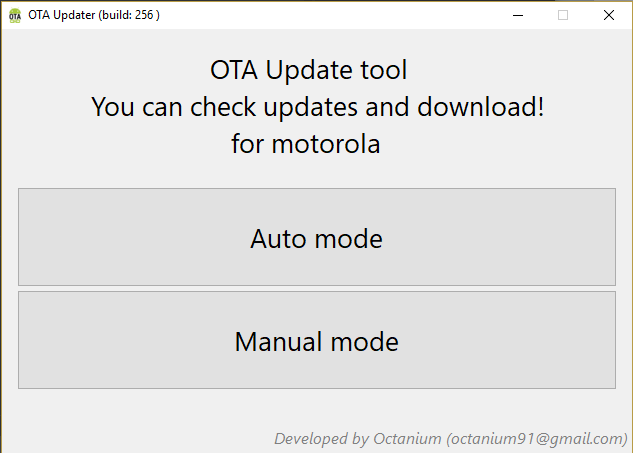 OTA Updater (build: 256 )
OTA Update tool
You can check updates and download!
for motorola
Auto mode
Manual mode
Developed by Octanium (octanium91@gmail.com)